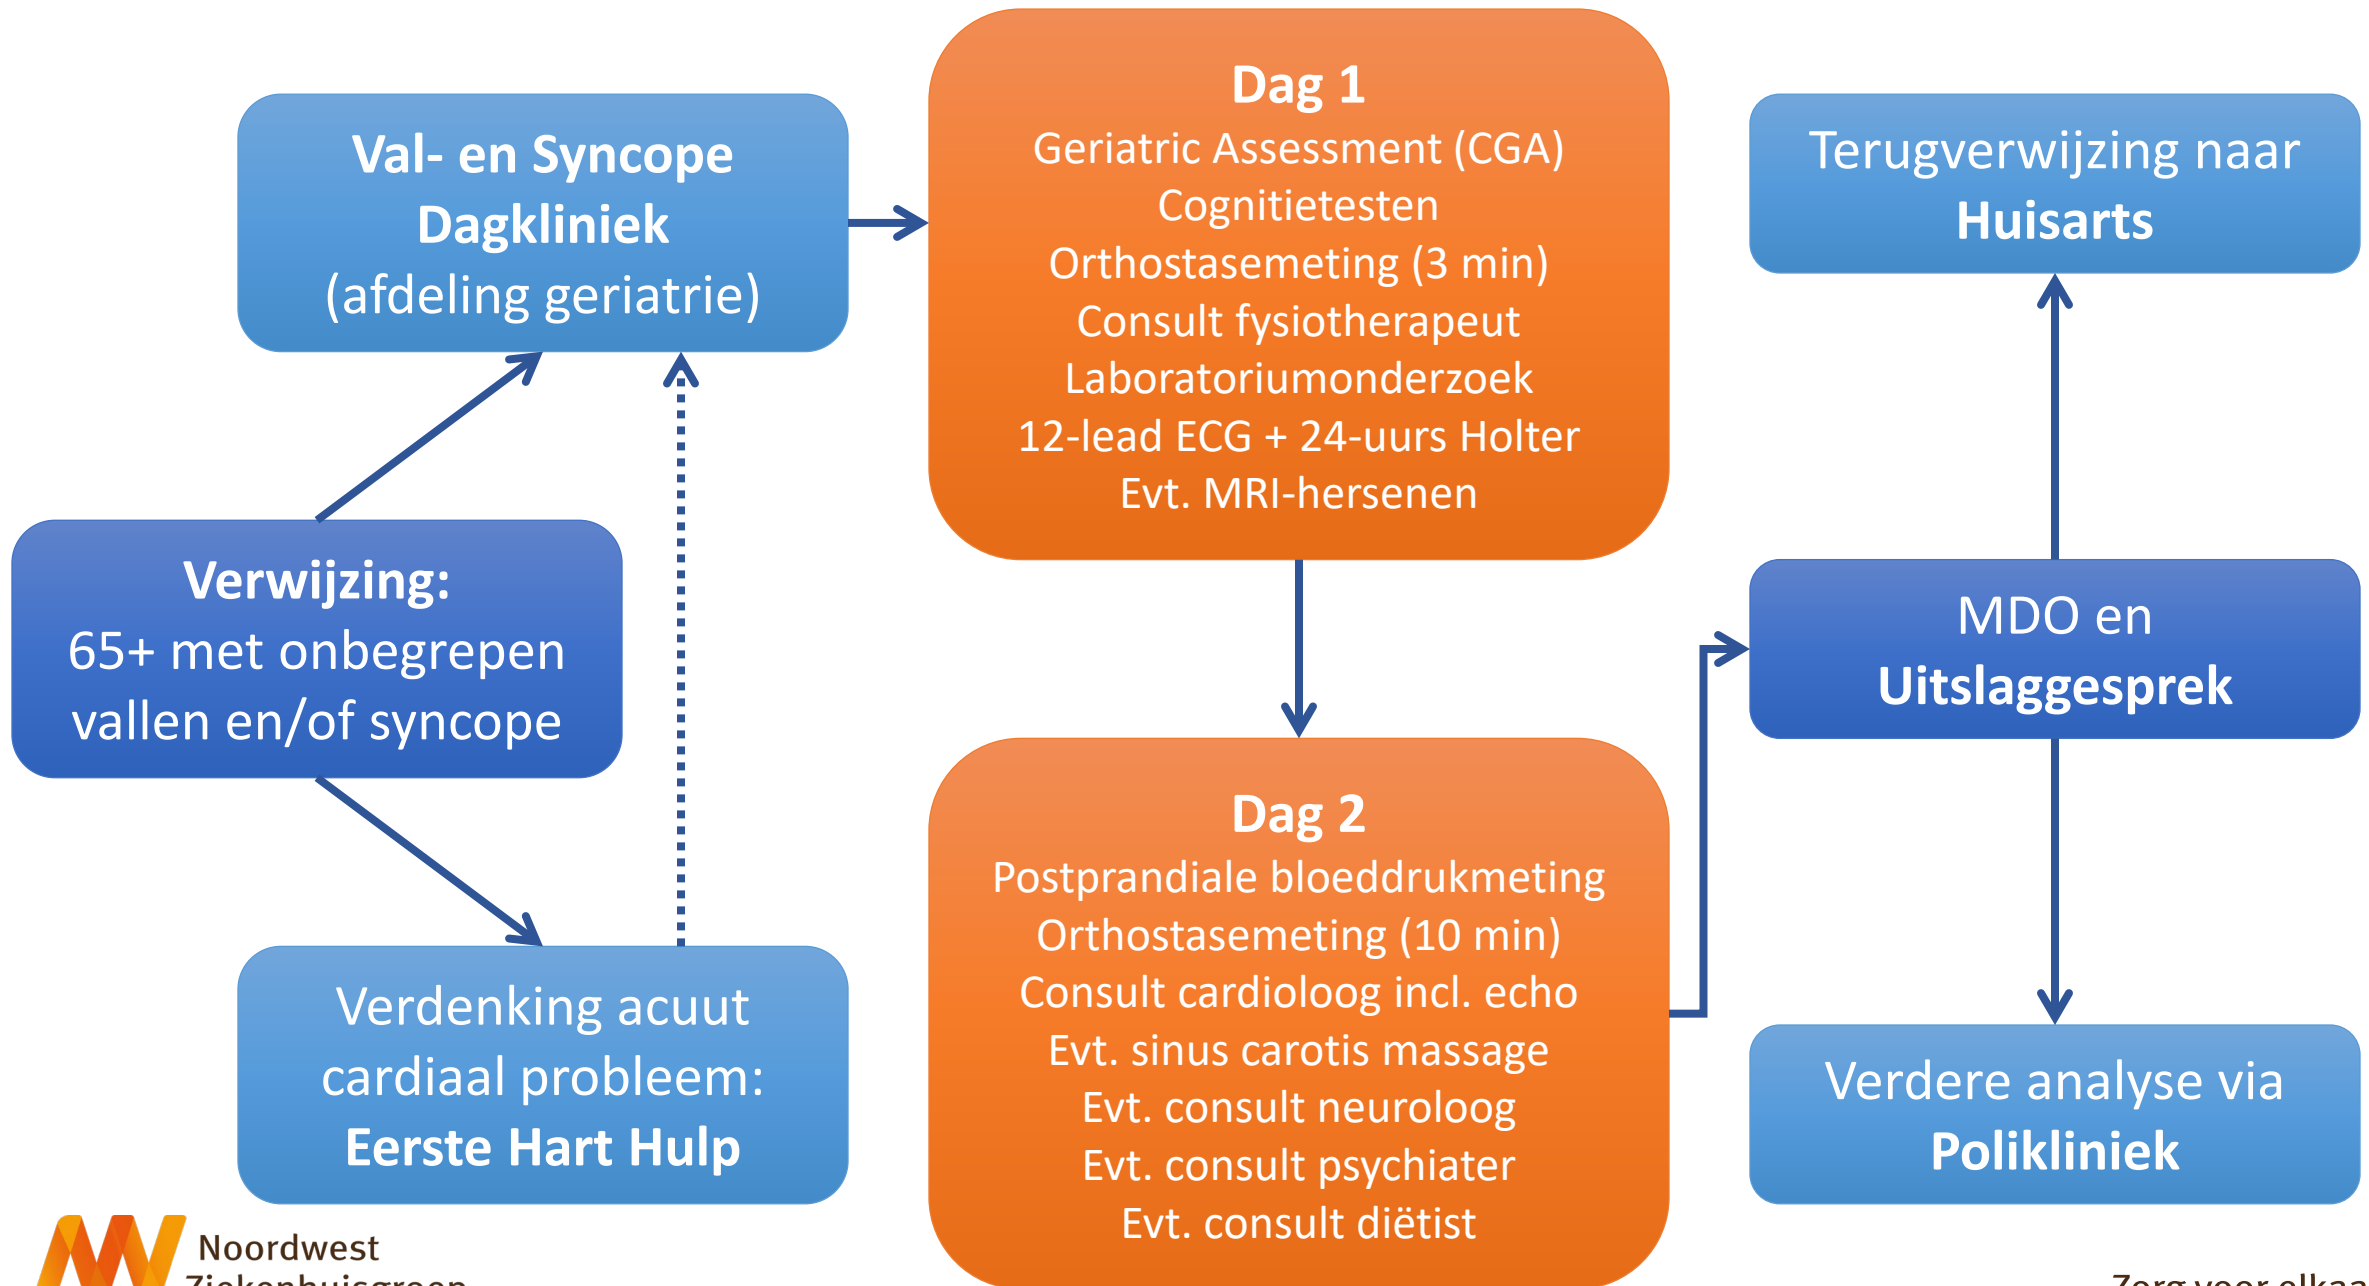 Val- en Syncope
Dagkliniek
(afdeling geriatrie)
Verwijzing:
65+ met onbegrepen
vallen en/of syncope
Verdenking acuut
cardiaal probleem:
Eerste Hart Hulp
Dag 1
Geriatric Assessment (CGA)
Cognitietesten
Orthostasemeting (3 min)
Consult fysiotherapeut
Laboratoriumonderzoek
12-lead ECG + 24-uurs Holter
Evt. MRI-hersenen
Dag 2
Postprandiale bloeddrukmeting
Orthostasemeting (10 min)
Consult cardioloog incl. echo
Evt. sinus carotis massage
Evt. consult neuroloog
Evt. consult psychiater
Evt. consult diëtist
Terugverwijzing naar
Huisarts
MDO en
Uitslaggesprek
Verdere analyse via
Polikliniek
Noordwest
Ziekenhuisgroep
Zorg voor elkaa